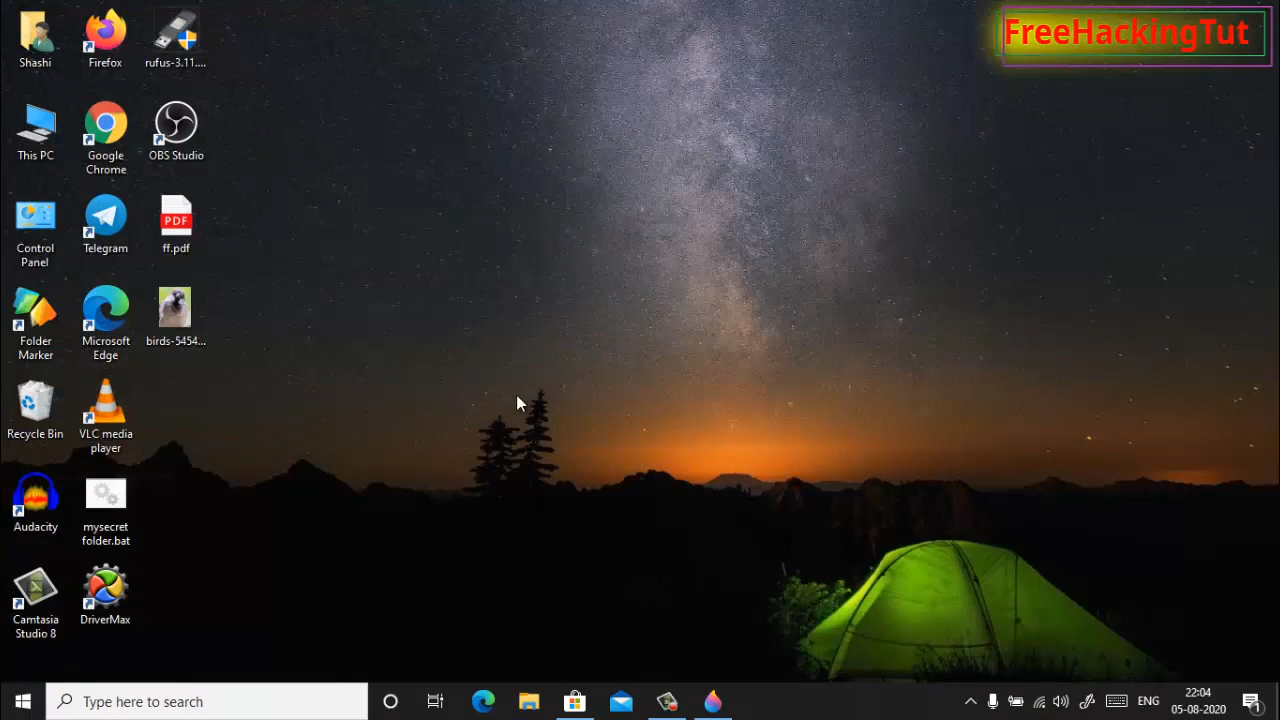 FreeHackingTut
Shashi
Firefox
rufus-3.11....
This PC
Google
Chrome
OBS Studio
Control
Panel
Telegram
PDF
ff.pdf
Folder
Marker
Microsoft
Edge
birds-5454...
Recycle Bin
VLC media
player
Audacity
mysecret
folder.bat
Camtasia
Studio 8
DriverMax
Type here to search
ENG
22:04
05-08-2020
1